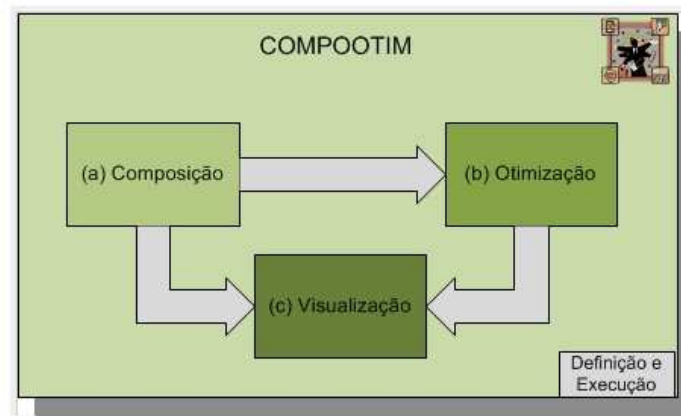 COMPOOTIM
(a) Composição
(b) Otimização
(c) Visualização
Definição e
Execução